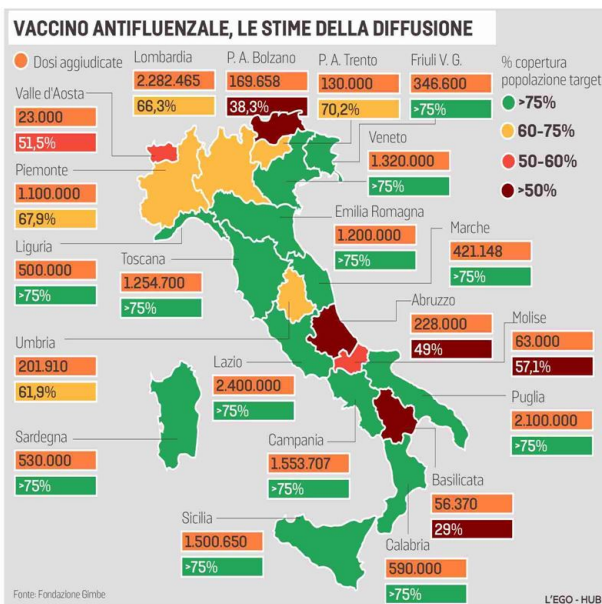 VACCINO ANTIFLUENZALE, LE STIME DELLA DIFFUSIONE
Dosi aggiudicate
Lombardia
2.282.465
66,3%
P. A. Bolzano
169.658
38,3%
P. A. Trento
130.000
70,2%
Friuli V. G.
346.600
>75%
% copertura
popolazione target
>75%
60-75%
50-60%
>50%
Valle d'Aosta
23.000
51,5%
Veneto
1.320.000
>75%
Piemonte
1.100.000
67,9%
Emilia Romagna
1.200.000
>75%
Marche
421.148
>75%
Liguria
500.000
>75%
Toscana
1.254.700
>75%
Abruzzo
228.000
49%
Molise
63.000
57,1%
Umbria
201.910
61,9%
Lazio
2.400.000
>75%
Puglia
2.100.000
>75%
Sardegna
530.000
>75%
Campania
1.553.707
>75%
Basilicata
56.370
29%
Sicilia
1.500.650
>75%
Calabria
590.000
>75%
Fonte: Fondazione Gimbe
L'EGO - HUB